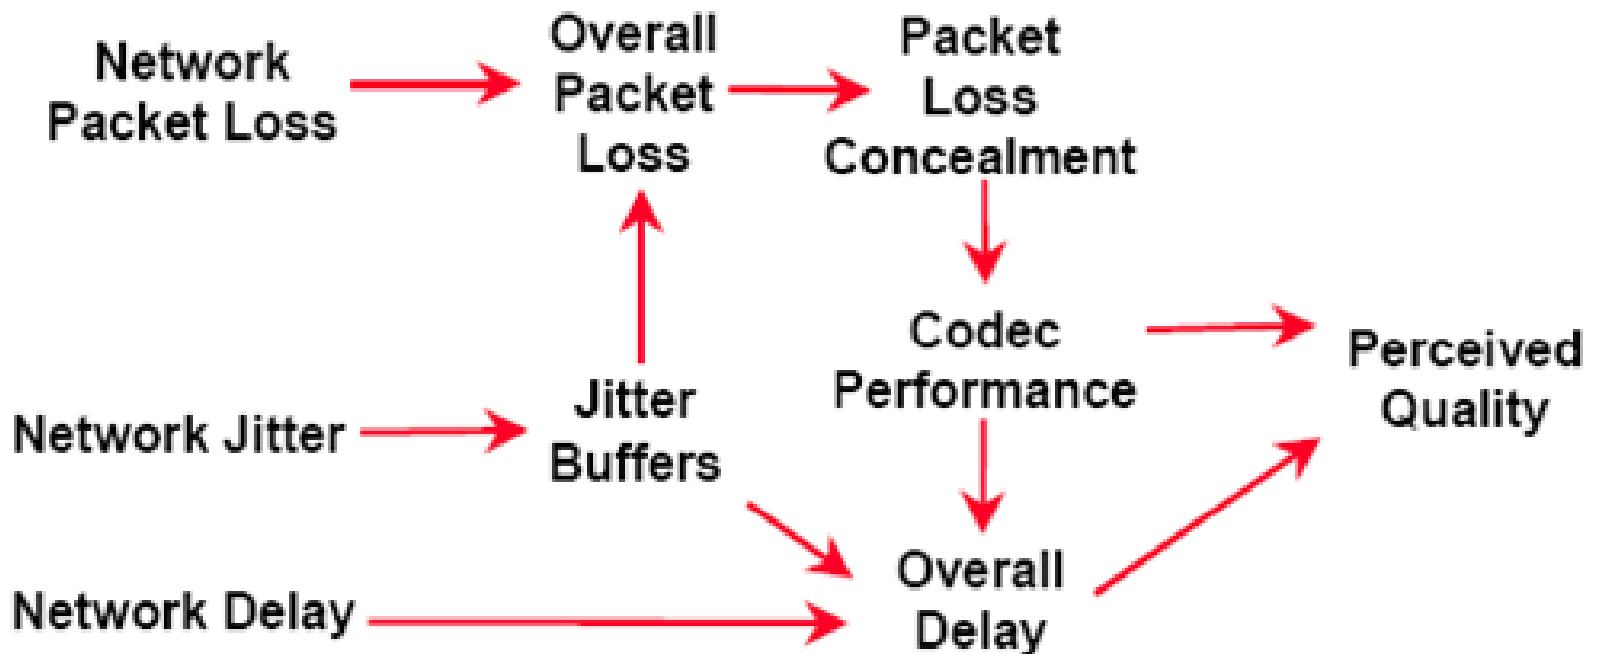 Network
Packet Loss
Overall
Packet
Loss
Packet
Loss
Concealment
Network Jitter
Jitter
Buffers
Codec
Performance
Perceived
Quality
Network Delay
Overall
Delay